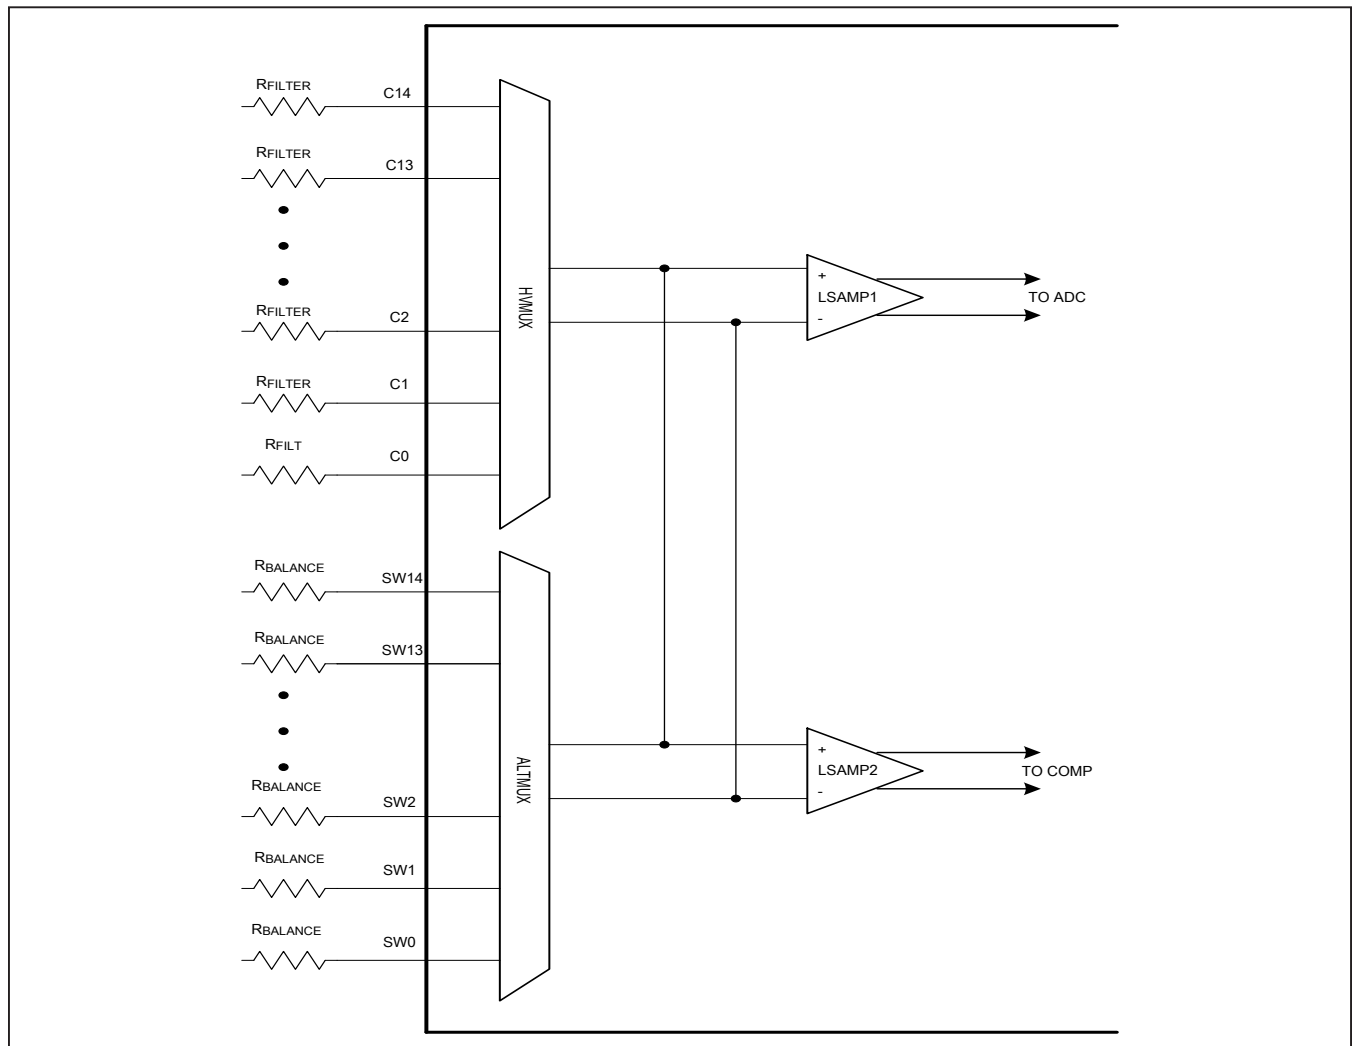 RFILTER
C14
RFILTER
C13
RFILTER
C2
RFILTER
C1
RFILT
C0
HVMUX
+
LSAMP1
-
TO ADC
RBALANCE
SW14
RBALANCE
SW13
RBALANCE
SW2
RBALANCE
SW1
RBALANCE
SW0
ALTMUX
+
LSAMP2
-
TO COMP